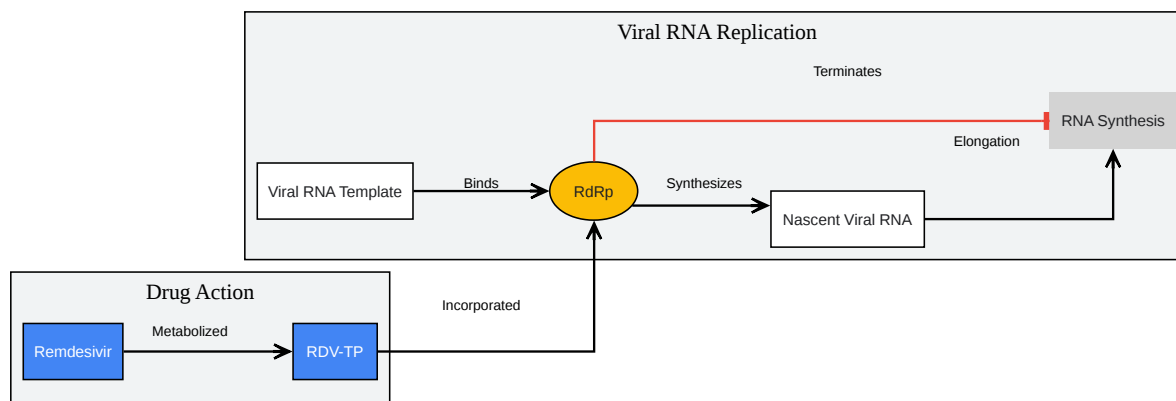 Viral RNA Replication
Terminates
RNA Synthesis
Elongation
Viral RNA Template
Binds
RdRp
Synthesizes
Nascent Viral RNA
Drug Action
Incorporated
Metabolized
Remdesivir
RDV-TP